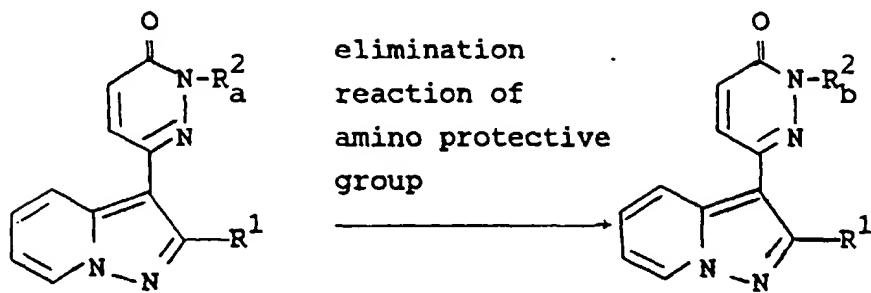 O
N-R²a
N
R¹
N
N
elimination
reaction of
amino protective
group
O
N-R²b
N
R¹
N
N